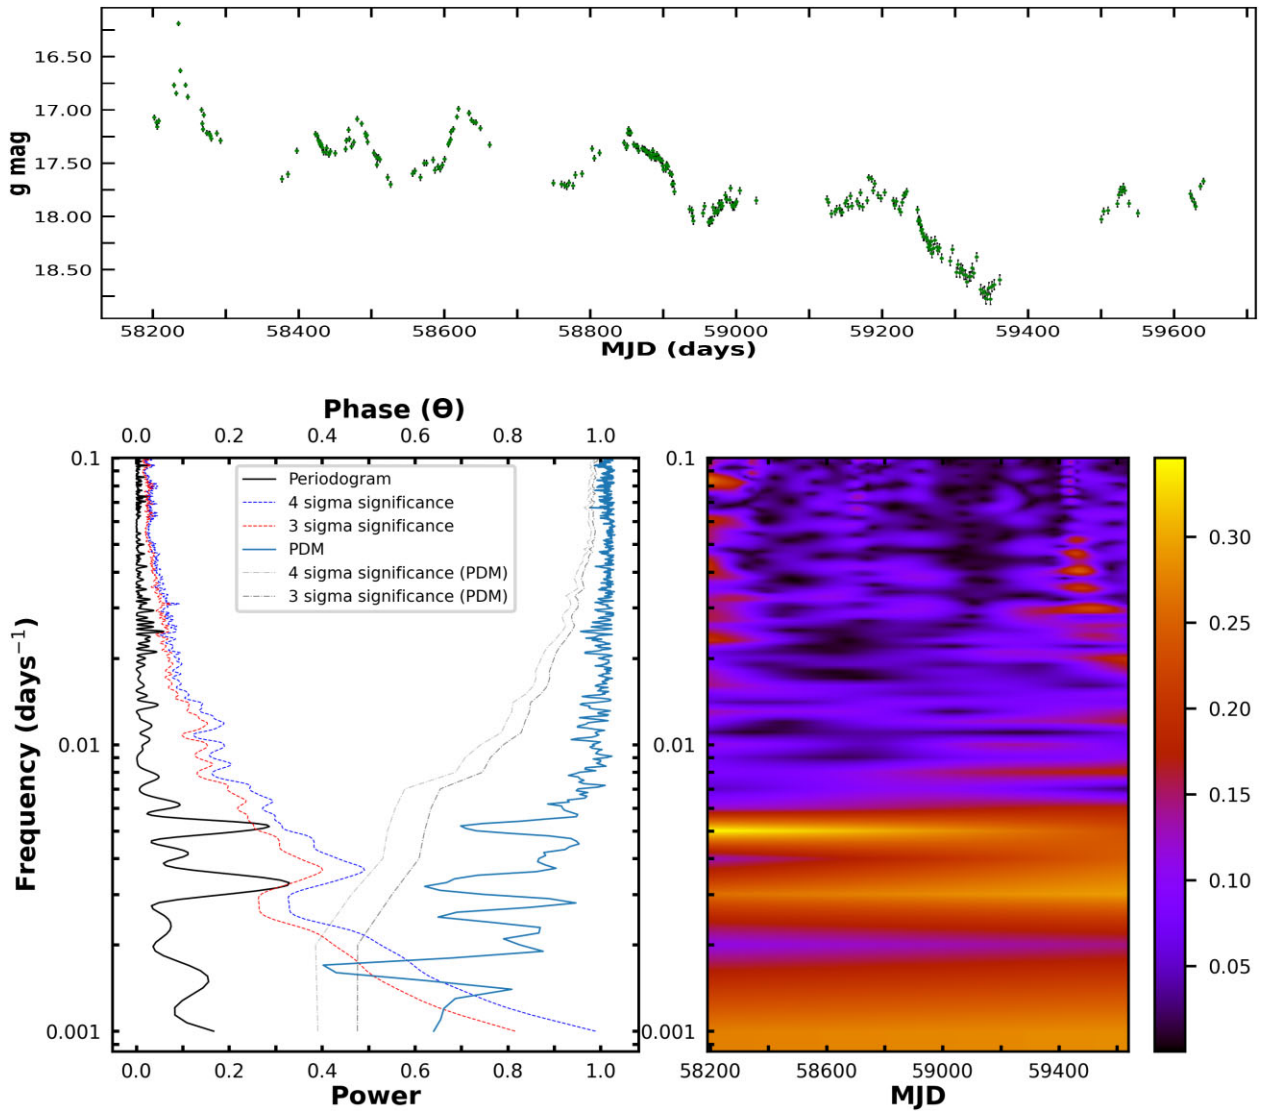 16.50
17.00
17.50
18.00
18.50
g mag
58200 58400 58600 58800 59000 59200 59400 59600
MJD (days)
Phase (Θ)
0.0 0.2 0.4 0.6 0.8 1.0
Periodogram
4 sigma significance
3 sigma significance
PDM
4 sigma significance (PDM)
3 sigma significance (PDM)
0.1
0.01
0.001
Frequency (days⁻¹)
0.0 0.2 0.4 0.6 0.8 1.0
Power
0.1
0.01
0.001
58200 58600 59000 59400
MJD
0.30
0.25
0.20
0.15
0.10
0.05